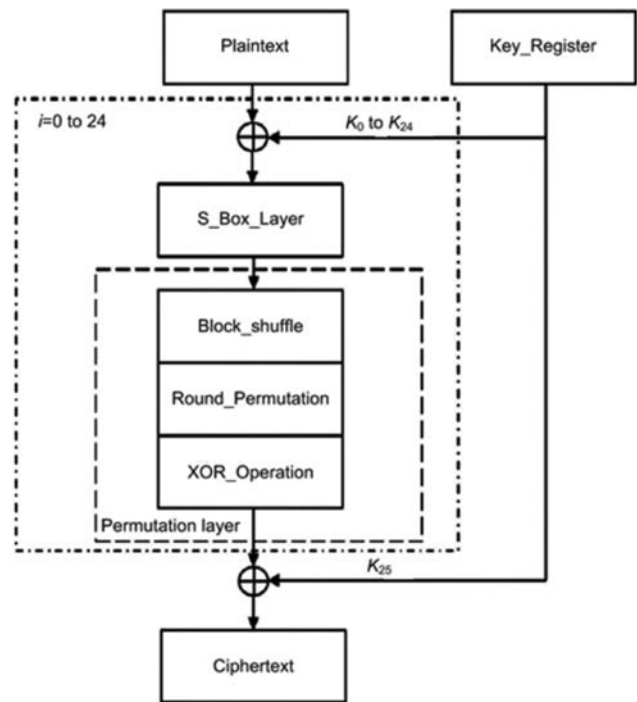 Plaintext
Key_Register
i=0 to 24
K0 to K24
S_Box_Layer
Block_shuffle
Round_Permutation
XOR_Operation
Permutation layer
K25
Ciphertext